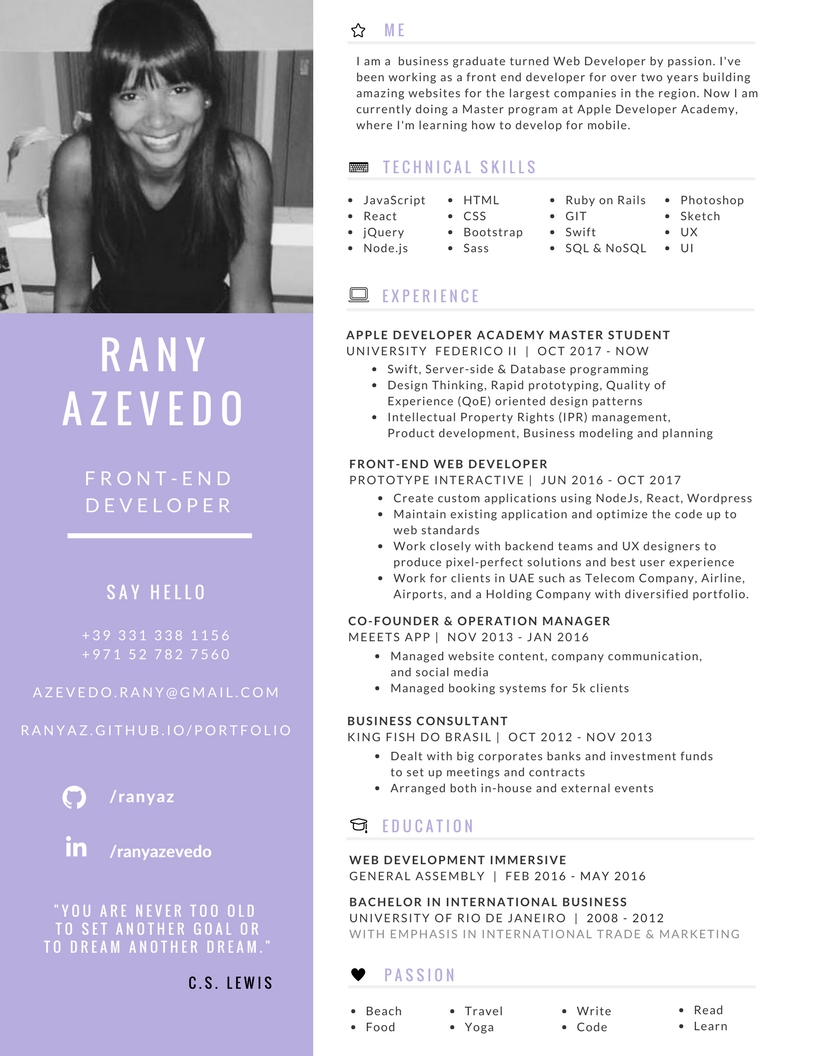 RANY
AZEVEDO
FRONT-END
DEVELOPER
SAY HELLO
+39 331 338 1156
+971 52 782 7560
AZEVEDO.RANY@GMAIL.COM
RANYAZ.GITHUB.IO/PORTFOLIO
/ranyaz
in /ranyazevedo
"YOU ARE NEVER TOO OLD
TO SET ANOTHER GOAL OR
TO DREAM ANOTHER DREAM."
C.S. LEWIS
ME
I am a business graduate turned Web Developer by passion. I've
been working as a front end developer for over two years building
amazing websites for the largest companies in the region. Now I am
currently doing a Master program at Apple Developer Academy,
where I'm learning how to develop for mobile.
TECHNICAL SKILLS
• JavaScript • HTML • Ruby on Rails • Photoshop
• React • CSS • GIT • Sketch
• jQuery • Bootstrap • Swift • UX
• Node.js • Sass • SQL & NoSQL • UI
EXPERIENCE
APPLE DEVELOPER ACADEMY MASTER STUDENT
UNIVERSITY FEDERICO II | OCT 2017 - NOW
• Swift, Server-side & Database programming
• Design Thinking, Rapid prototyping, Quality of
Experience (QoE) oriented design patterns
• Intellectual Property Rights (IPR) management,
Product development, Business modeling and planning
FRONT-END WEB DEVELOPER
PROTOTYPE INTERACTIVE | JUN 2016 - OCT 2017
• Create custom applications using NodeJs, React, Wordpress
• Maintain existing application and optimize the code up to
web standards
• Work closely with backend teams and UX designers to
produce pixel-perfect solutions and best user experience
• Work for clients in UAE such as Telecom Company, Airline,
Airports, and a Holding Company with diversified portfolio.
CO-FOUNDER & OPERATION MANAGER
MEEETS APP | NOV 2013 - JAN 2016
• Managed website content, company communication,
and social media
• Managed booking systems for 5k clients
BUSINESS CONSULTANT
KING FISH DO BRASIL | OCT 2012 - NOV 2013
• Dealt with big corporates banks and investment funds
to set up meetings and contracts
• Arranged both in-house and external events
EDUCATION
WEB DEVELOPMENT IMMERSIVE
GENERAL ASSEMBLY | FEB 2016 - MAY 2016
BACHELOR IN INTERNATIONAL BUSINESS
UNIVERSITY OF RIO DE JANEIRO | 2008 - 2012
WITH EMPHASIS IN INTERNATIONAL TRADE & MARKETING
PASSION
• Beach • Travel • Write • Read
• Food • Yoga • Code • Learn